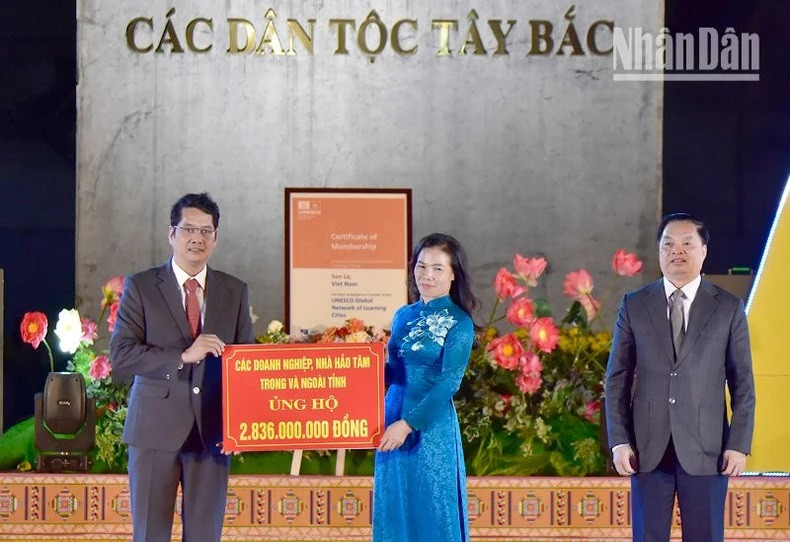 CÁC DÂN TỘC TÂY BẮC
NhânDân
UNESCO
Certificate of
Membership
Son La,
Viet Nam
UNESCO Global
Network of Learning
Cities
CÁC DOANH NGHIỆP, NHÀ HẢO TÂM
TRONG VÀ NGOÀI TỈNH
ỦNG HỘ
2.836.000.000 ĐỒNG